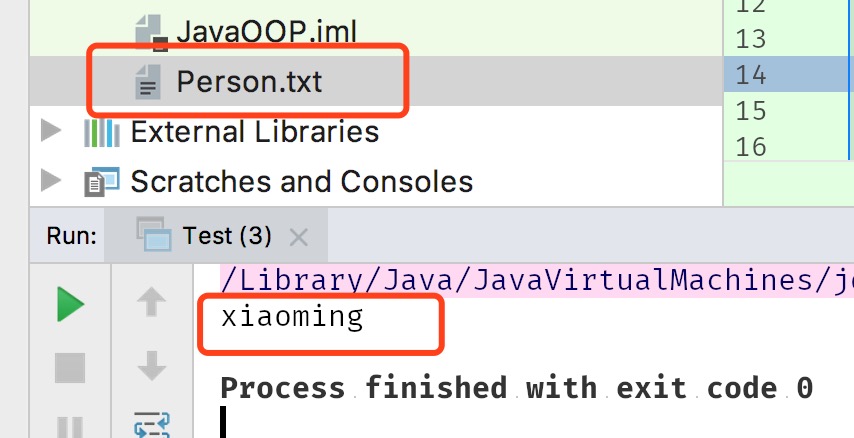 JavaOOP.iml
Person.txt
External Libraries
Scratches and Consoles
12
13
14
15
16
Run: Test (3)
/Library/Java/JavaVirtualMachines/j
xiaoming
Process finished with exit code 0